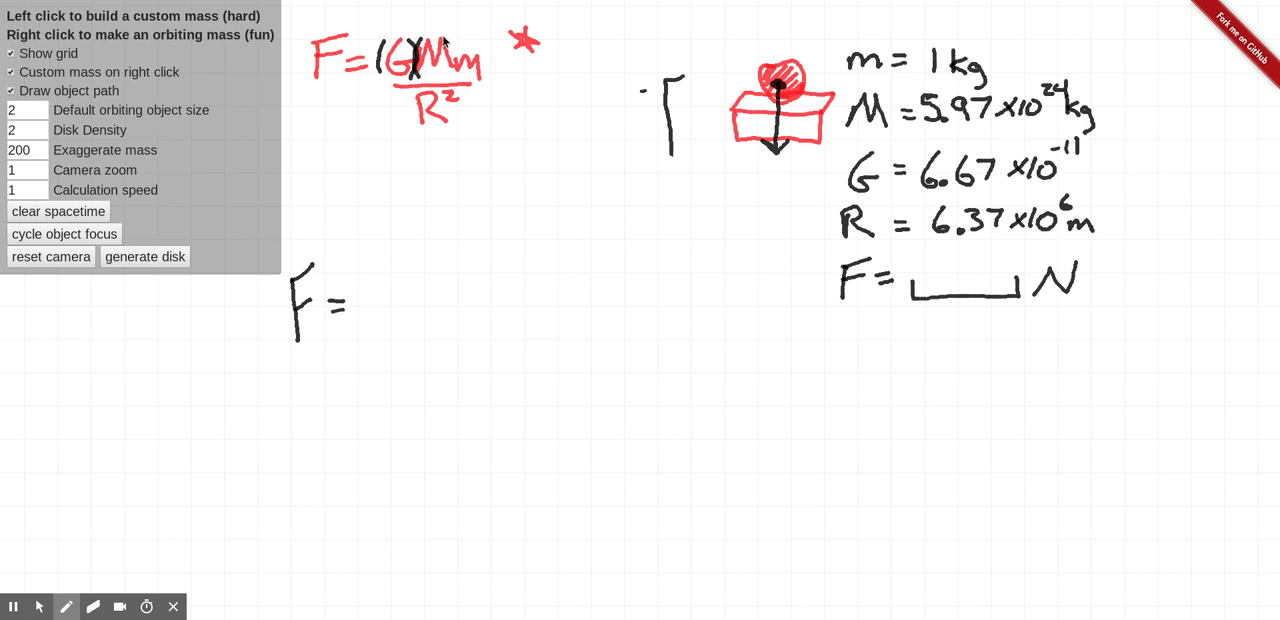 Left click to build a custom mass (hard)
Right click to make an orbiting mass (fun)
Show grid
Custom mass on right click
Draw object path
2 Default orbiting object size
2 Disk Density
200 Exaggerate mass
1 Camera zoom
1 Calculation speed
clear spacetime
cycle object focus
reset camera generate disk
F = (G)(Mm
R²
F =
m = 1 kg
M = 5.97 x10²⁴ kg
G = 6.67 x10⁻¹¹
R = 6.37 x10⁶ m
F = N
Fork me on GitHub